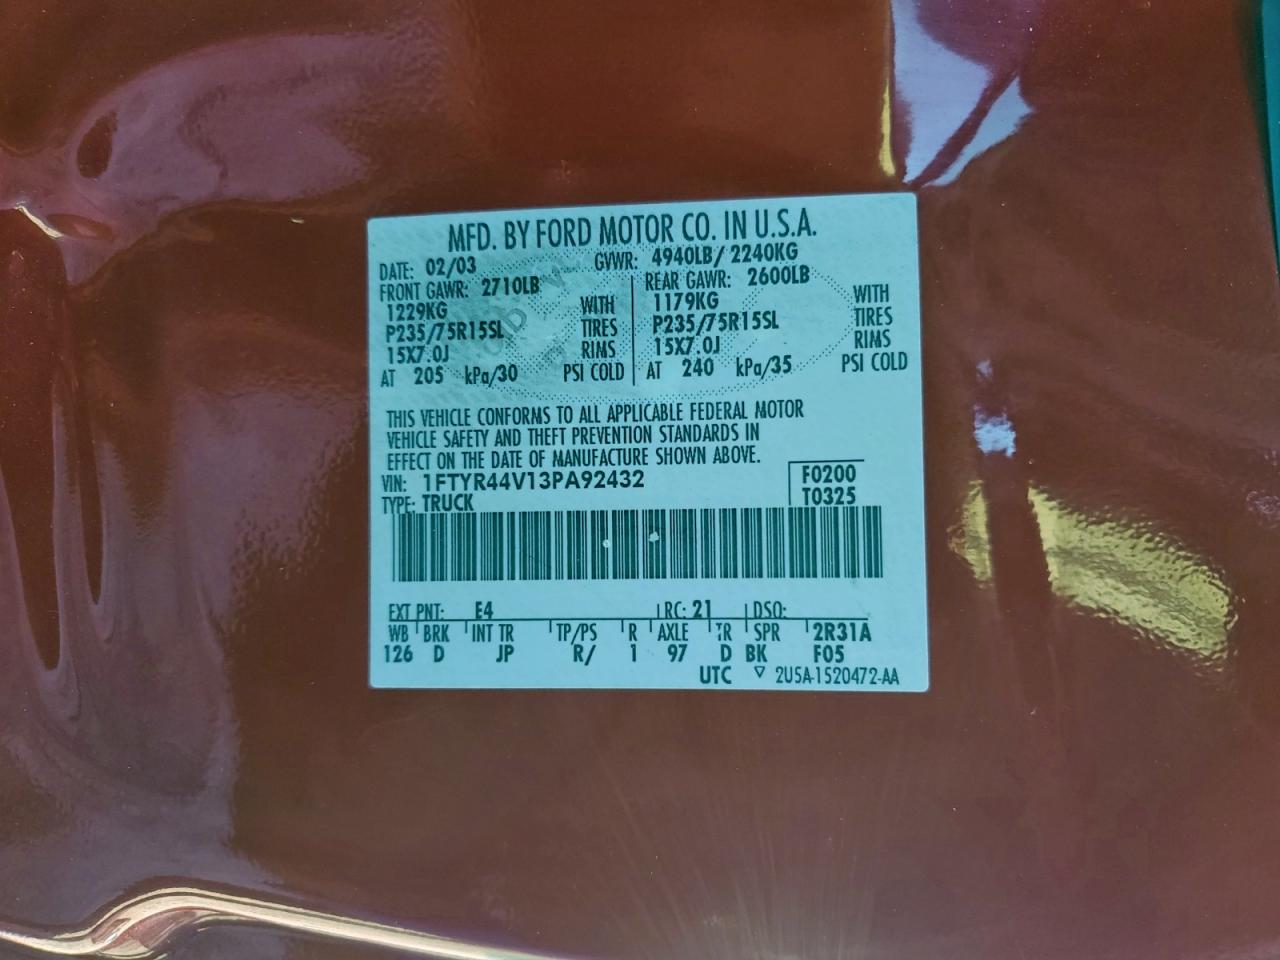 MFD. BY FORD MOTOR CO. IN U.S.A.
DATE: 02/03 GVWR: 4940LB/ 2240KG
FRONT GAWR: 2710LB REAR GAWR: 2600LB
1229KG WITH 1179KG WITH
P235/75R15SL TIRES P235/75R15SL TIRES
15X7.0J RIMS 15X7.0J RIMS
AT 205 kPa/30 PSI COLD AT 240 kPa/35 PSI COLD
THIS VEHICLE CONFORMS TO ALL APPLICABLE FEDERAL MOTOR
VEHICLE SAFETY AND THEFT PREVENTION STANDARDS IN
EFFECT ON THE DATE OF MANUFACTURE SHOWN ABOVE.
VIN: 1FTYR44V13PA92432 F0200
TYPE: TRUCK T0325
EXT PNT: E4 RC: 21 DSO:
WB BRK INT TR TP/PS R AXLE TR SPR 2R31A
126 D JP R/ 1 97 D BK F05
UTC ▽ 2U5A-1520472-AA